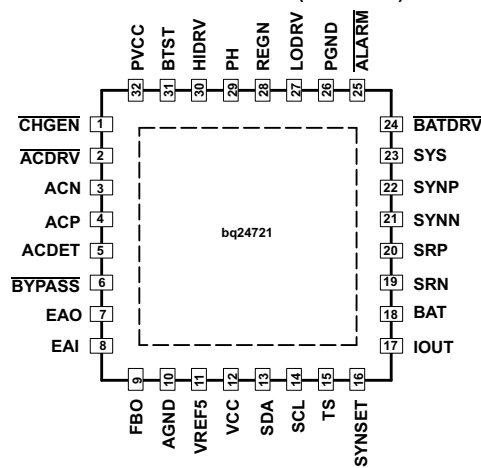 PVCC
BTST
HIDRV
PH
REGN
LODRV
PGND
ALARM
32
31
30
29
28
27
26
25
CHGEN 1
ACDRV 2
ACN 3
ACP 4
ACDET 5
BYPASS 6
EAO 7
EAI 8
bq24721
24 BATDRV
23 SYS
22 SYNP
21 SYNN
20 SRP
19 SRN
18 BAT
17 IOUT
9
10
11
12
13
14
15
16
FBO
AGND
VREF5
VCC
SDA
SCL
TS
SYNSET